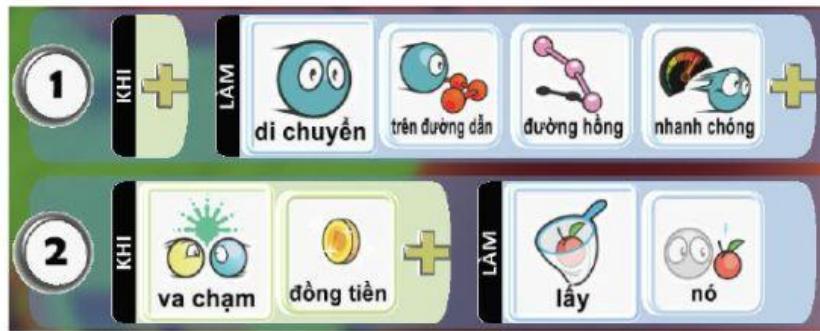 1 KHI LÀM di chuyển trên đường dẫn đường hồng nhanh chóng
2 KHI va chạm đồng tiền LÀM lấy nó